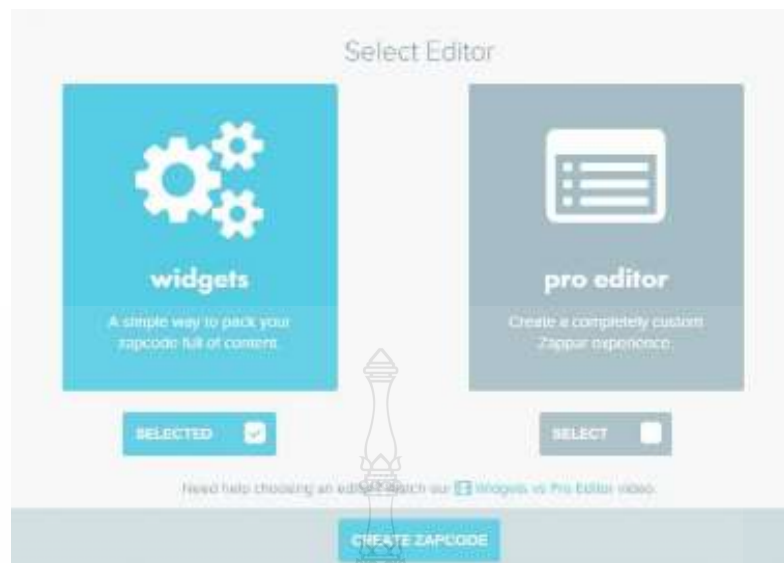 Select Editor
widgets
A simple way to pack your
zapcode full of content.
pro editor
Create a completely custom
Zappar experience.
SELECTED
SELECT
Need help choosing an editor? Watch our Widgets vs Pro Editor video.
CREATE ZAPCODE